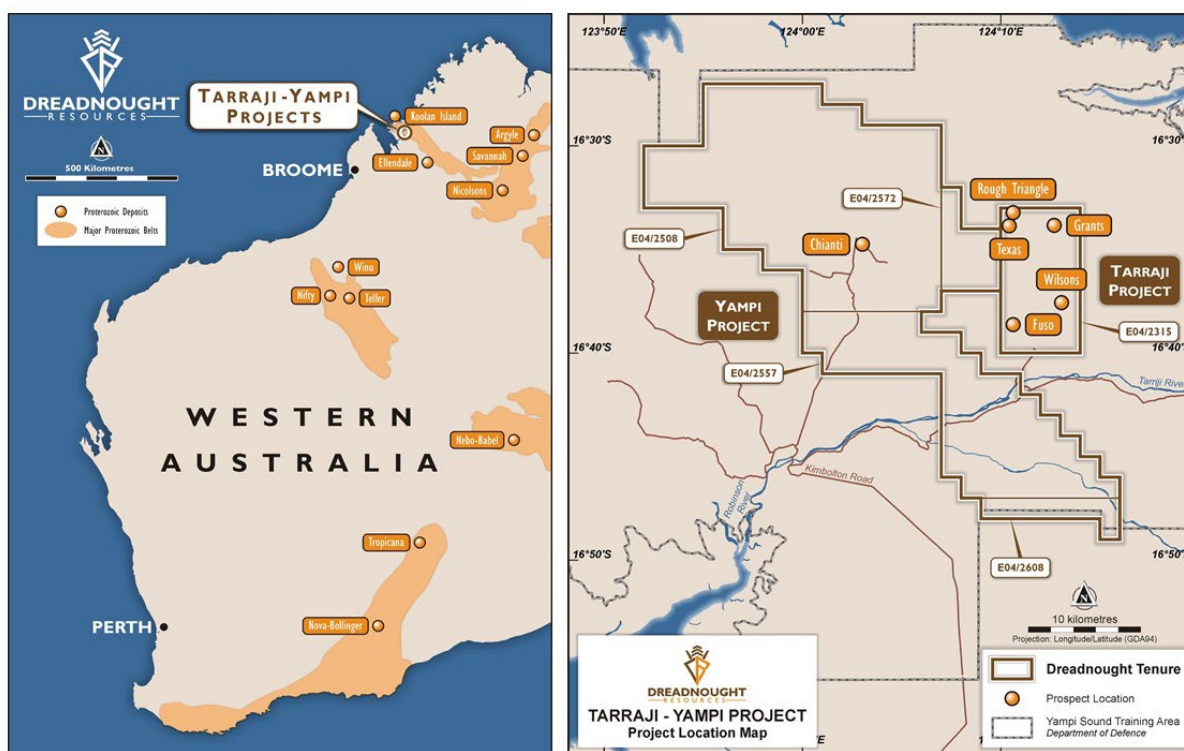 DREADNOUGHT
RESOURCES
N
500 Kilometres
Proterozoic Deposits
Major Proterozoic Belts
TARRAJI-YAMPI
PROJECTS
Koolan Island
Argyle
Savannah
Ellendale
BROOME
Nicolsons
Winu
Nifty
Telfer
WESTERN
AUSTRALIA
Nebo-Babel
Tropicana
PERTH
Nova-Bollinger
123°50'E
124°00'E
124°10'E
16°30'S
16°30'S
E04/2572
Rough Triangle
E04/2508
Chianti
Texas
Grants
Wilsons
TARRAJI
PROJECT
YAMPI
PROJECT
Fuso
E04/2315
16°40'S
16°40'S
E04/2557
Tarriji River
Kimbolton Road
Robinson
River
16°50'S
16°50'S
E04/2608
N
10 kilometres
Projection: Longitude/Latitude (GDA94)
DREADNOUGHT
RESOURCES
TARRAJI - YAMPI PROJECT
Project Location Map
Dreadnought Tenure
Prospect Location
Yampi Sound Training Area
Department of Defence